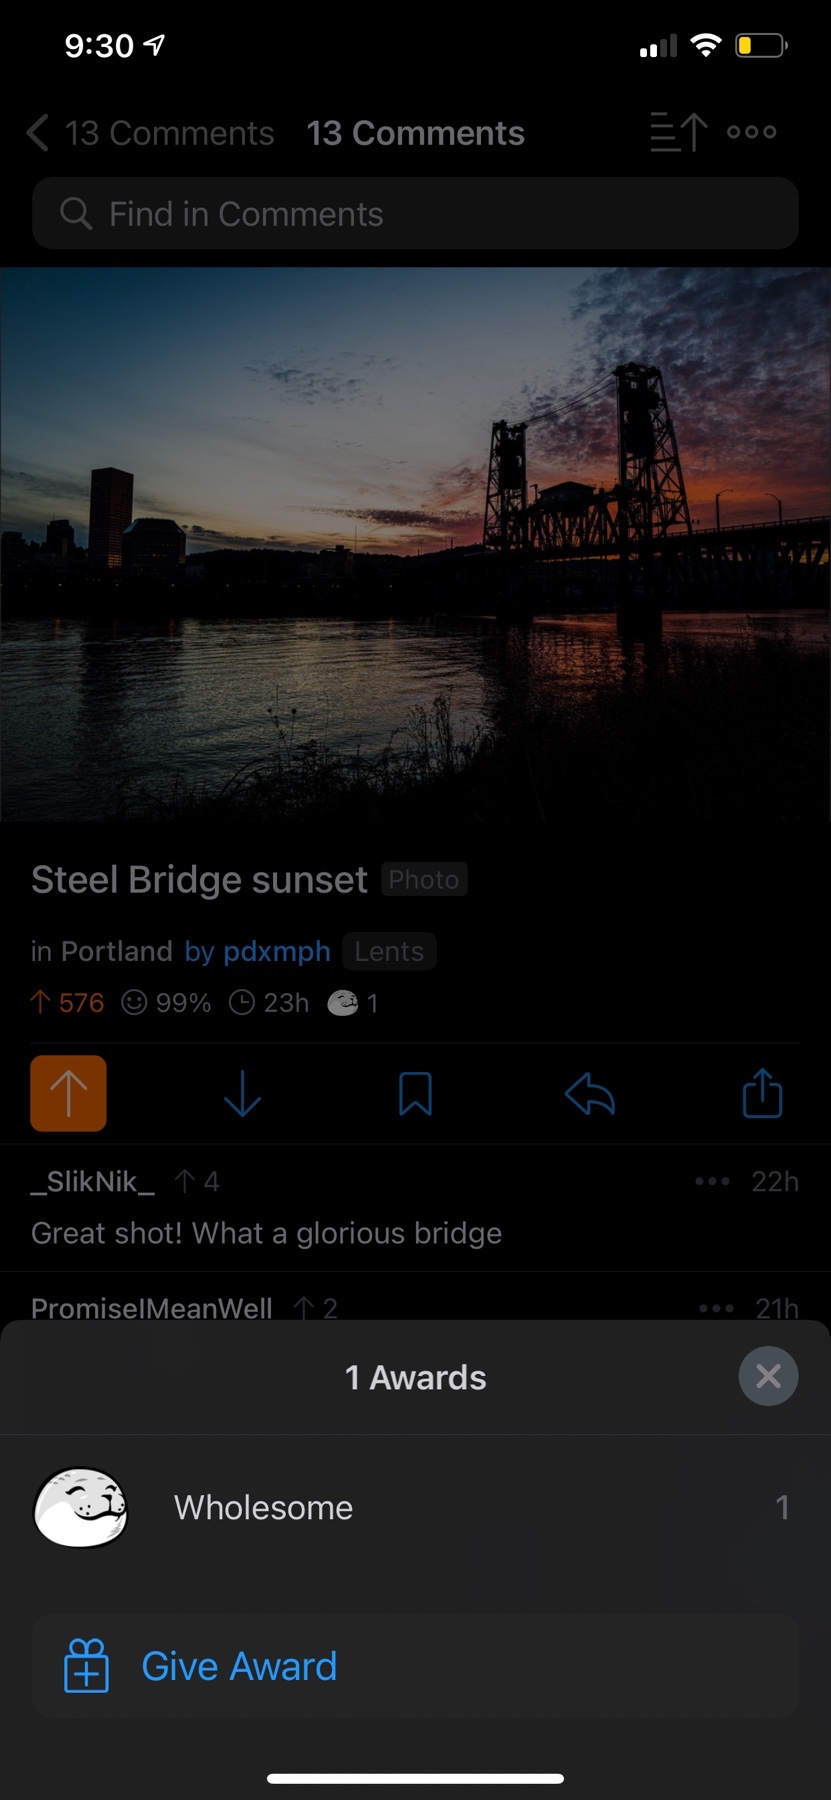 9:30
13 Comments 13 Comments
Find in Comments
Steel Bridge sunset Photo
in Portland by pdxmph Lents
576 99% 23h 1
_SlikNik_ 4 22h
Great shot! What a glorious bridge
PromiseIMeanWell 2 21h
1 Awards
Wholesome 1
Give Award